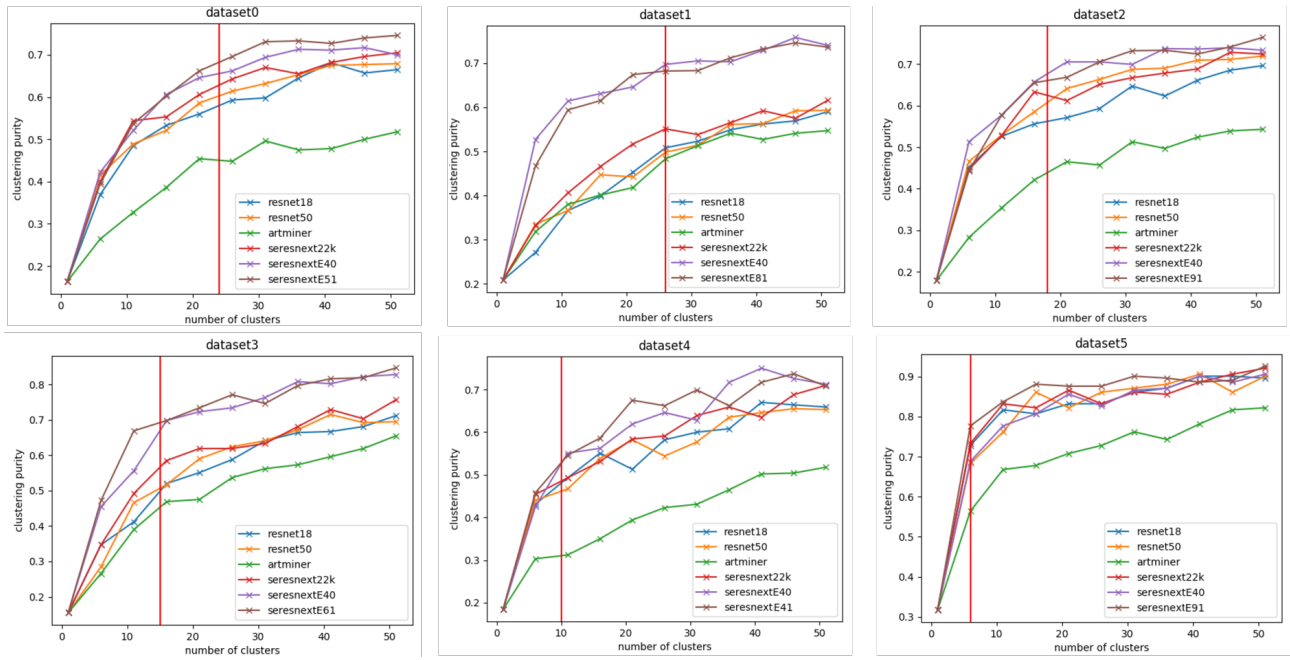 dataset0
clustering purity
0.7
0.6
0.5
0.4
0.3
0.2
resnet18
resnet50
artminer
seresnext22k
seresnextE40
seresnextE51
0 10 20 30 40 50
number of clusters
dataset1
clustering purity
0.7
0.6
0.5
0.4
0.3
0.2
resnet18
resnet50
artminer
seresnext22k
seresnextE40
seresnextE81
0 10 20 30 40 50
number of clusters
dataset2
clustering purity
0.7
0.6
0.5
0.4
0.3
0.2
resnet18
resnet50
artminer
seresnext22k
seresnextE40
seresnextE91
0 10 20 30 40 50
number of clusters
dataset3
clustering purity
0.8
0.7
0.6
0.5
0.4
0.3
0.2
resnet18
resnet50
artminer
seresnext22k
seresnextE40
seresnextE61
0 10 20 30 40 50
number of clusters
dataset4
clustering purity
0.7
0.6
0.5
0.4
0.3
0.2
resnet18
resnet50
artminer
seresnext22k
seresnextE40
seresnextE41
0 10 20 30 40 50
number of clusters
dataset5
clustering purity
0.9
0.8
0.7
0.6
0.5
0.4
0.3
resnet18
resnet50
artminer
seresnext22k
seresnextE40
seresnextE91
0 10 20 30 40 50
number of clusters